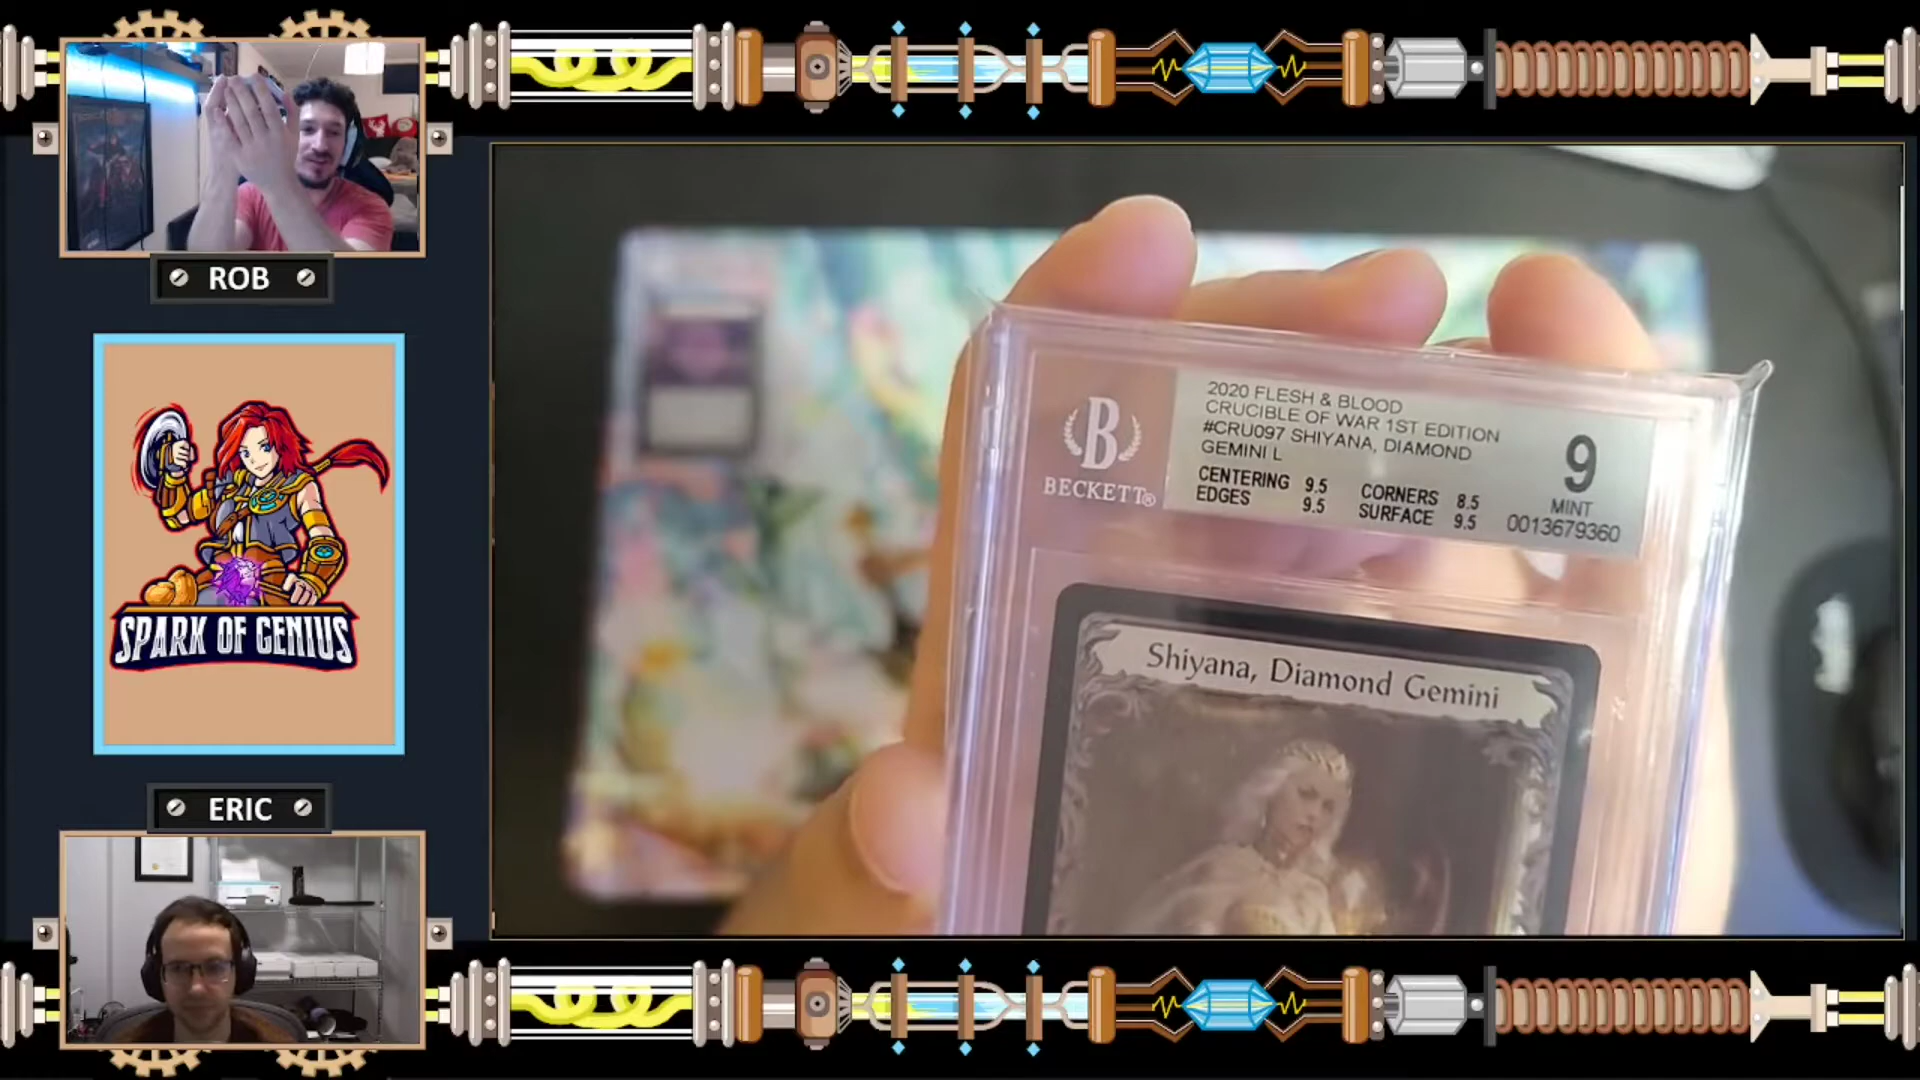 ROB
SPARK OF GENIUS
ERIC
B
BECKETT®
2020 FLESH & BLOOD
CRUCIBLE OF WAR 1ST EDITION
#CRU097 SHIYANA, DIAMOND
GEMINI L
CENTERING 9.5 CORNERS 8.5
EDGES 9.5 SURFACE 9.5
9
MINT
0013679360
Shiyana, Diamond Gemini